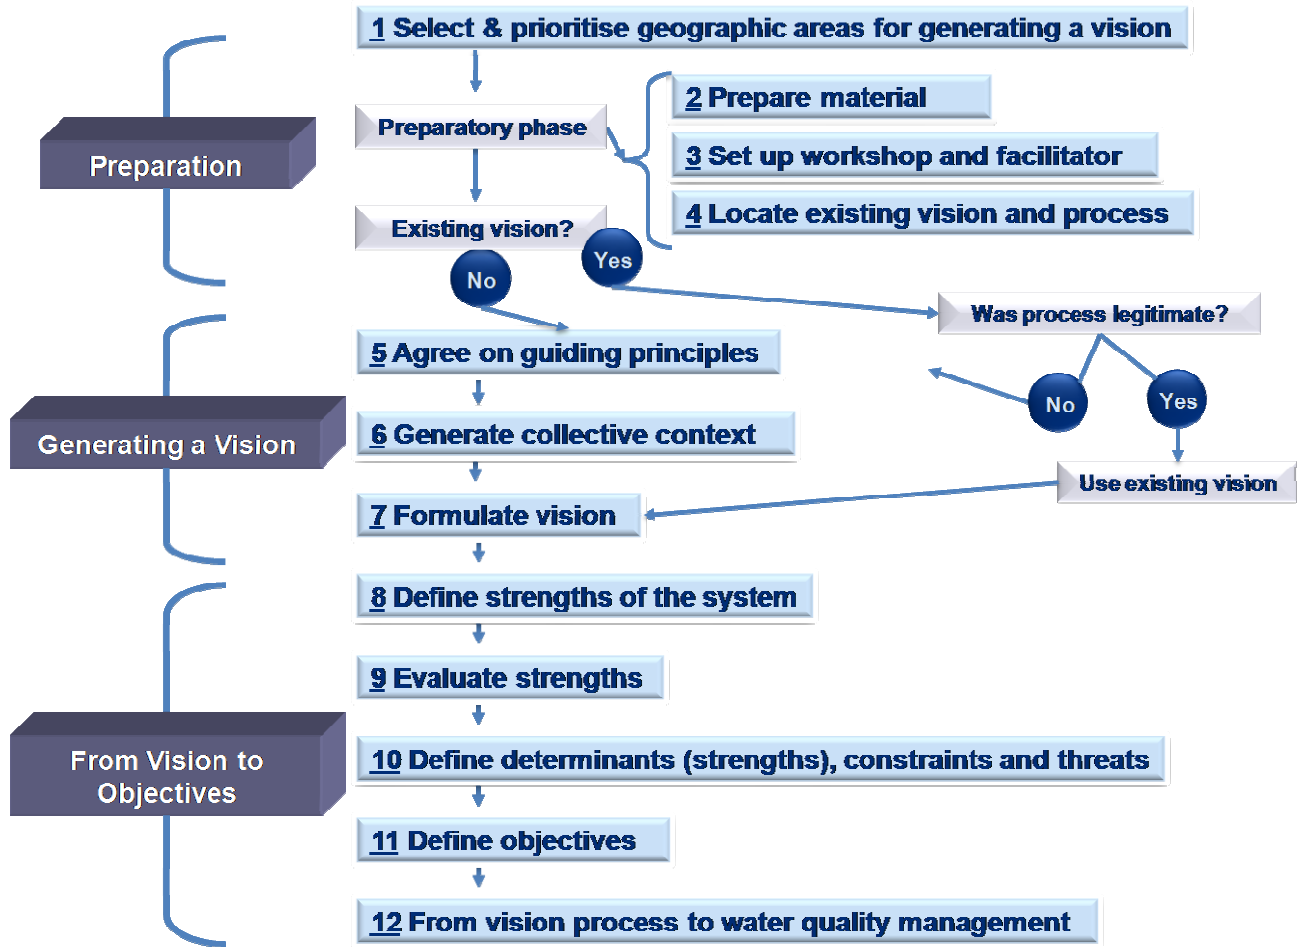 1 Select & prioritise geographic areas for generating a vision
Preparation
Preparatory phase
2 Prepare material
3 Set up workshop and facilitator
4 Locate existing vision and process
Existing vision?
No
Yes
Was process legitimate?
No
Yes
Use existing vision
Generating a Vision
5 Agree on guiding principles
6 Generate collective context
7 Formulate vision
From Vision to
Objectives
8 Define strengths of the system
9 Evaluate strengths
10 Define determinants (strengths), constraints and threats
11 Define objectives
12 From vision process to water quality management